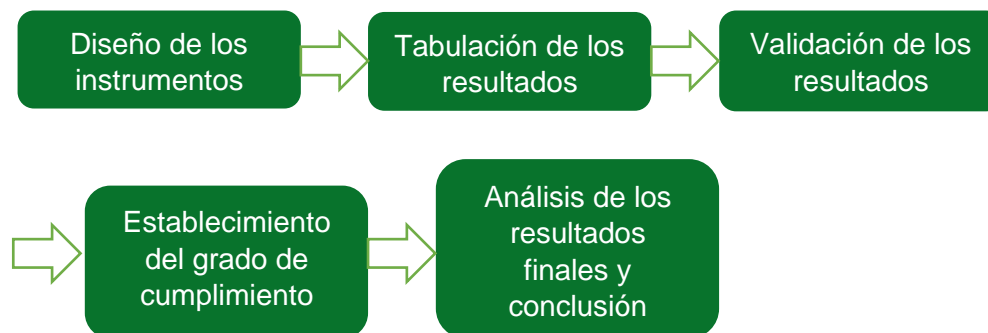 Diseño de los
instrumentos
Tabulación de los
resultados
Validación de los
resultados
Establecimiento
del grado de
cumplimiento
Análisis de los
resultados
finales y
conclusión